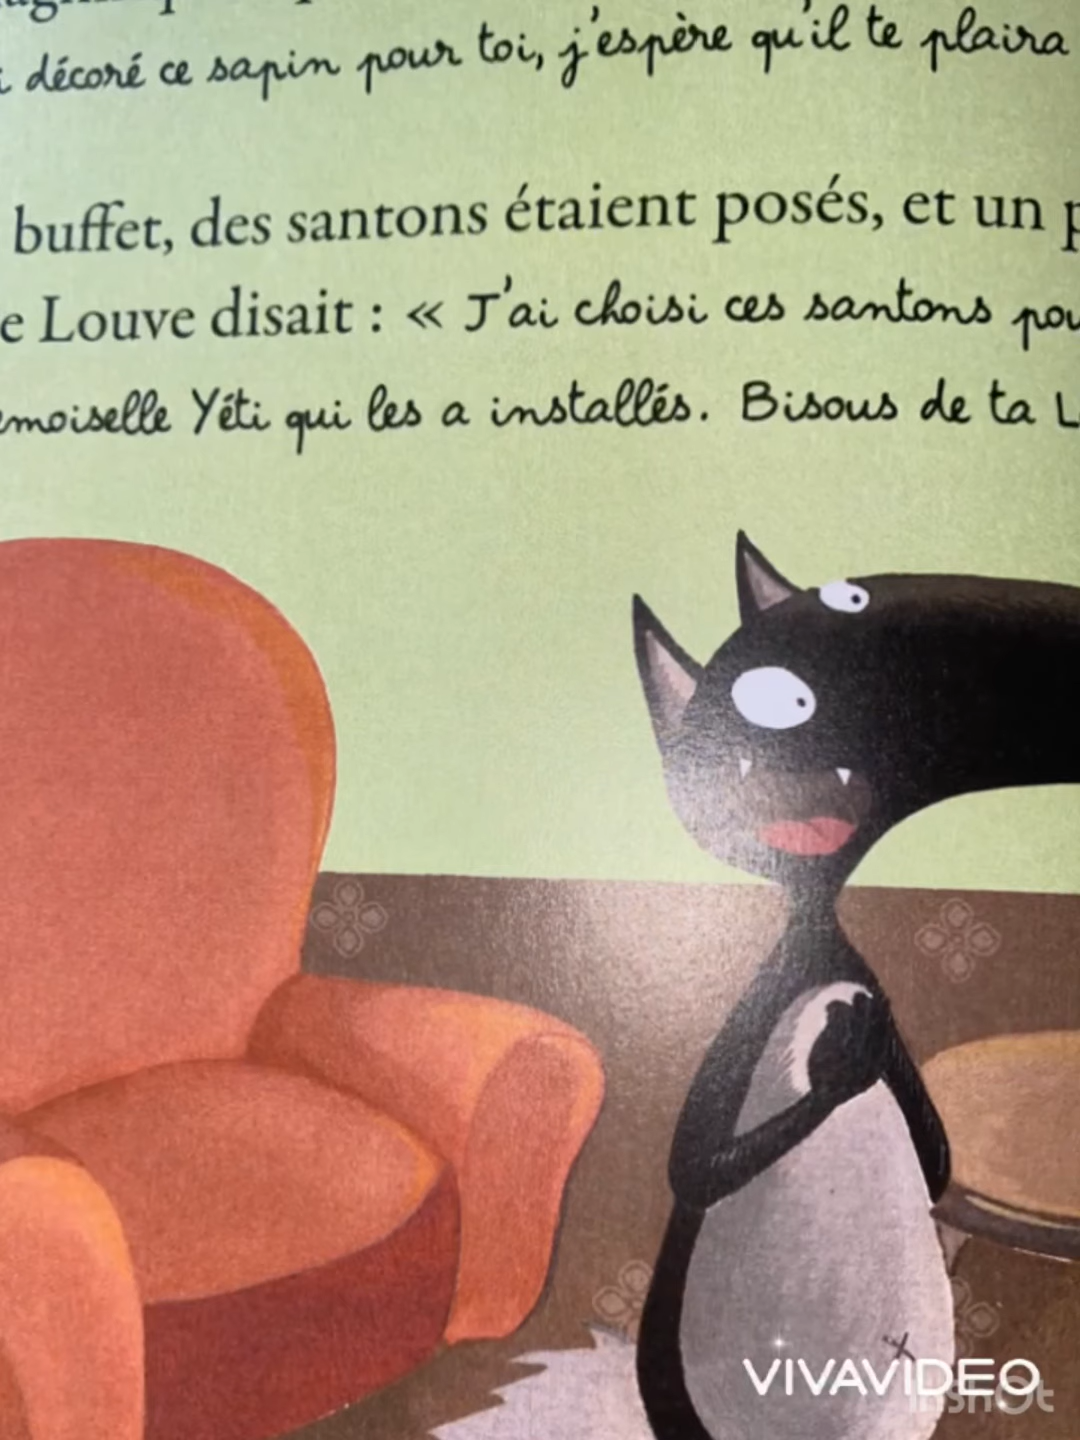 décoré ce sapin pour toi, j'espère qu'il te plaira
buffet, des santons étaient posés, et un
Louve disait : « J'ai choisi ces santons
Yéti qui les a installés. Bisous de ta
VIVAVIDEO
InShOt